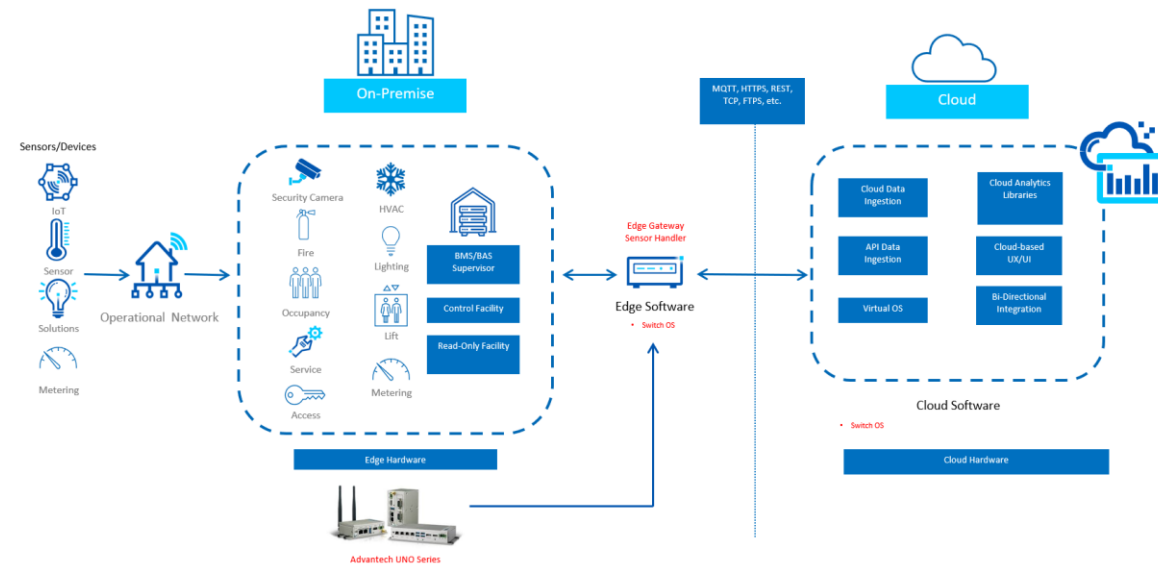 On-Premise
MQTT, HTTPS, REST,
TCP, FTPS, etc.
Cloud
Sensors/Devices
IoT
Sensor
Solutions
Metering
Operational Network
Security Camera
Fire
Occupancy
Service
Access
HVAC
Lighting
Lift
Metering
BMS/BAS
Supervisor
Control Facility
Read-Only Facility
Edge Gateway
Sensor Handler
Edge Software
• Switch OS
Cloud Data
Ingestion
API Data
Ingestion
Virtual OS
Cloud Analytics
Libraries
Cloud-based
UX/UI
Bi-Directional
Integration
Cloud Software
• Switch OS
Edge Hardware
Cloud Hardware
Advantech UNO Series